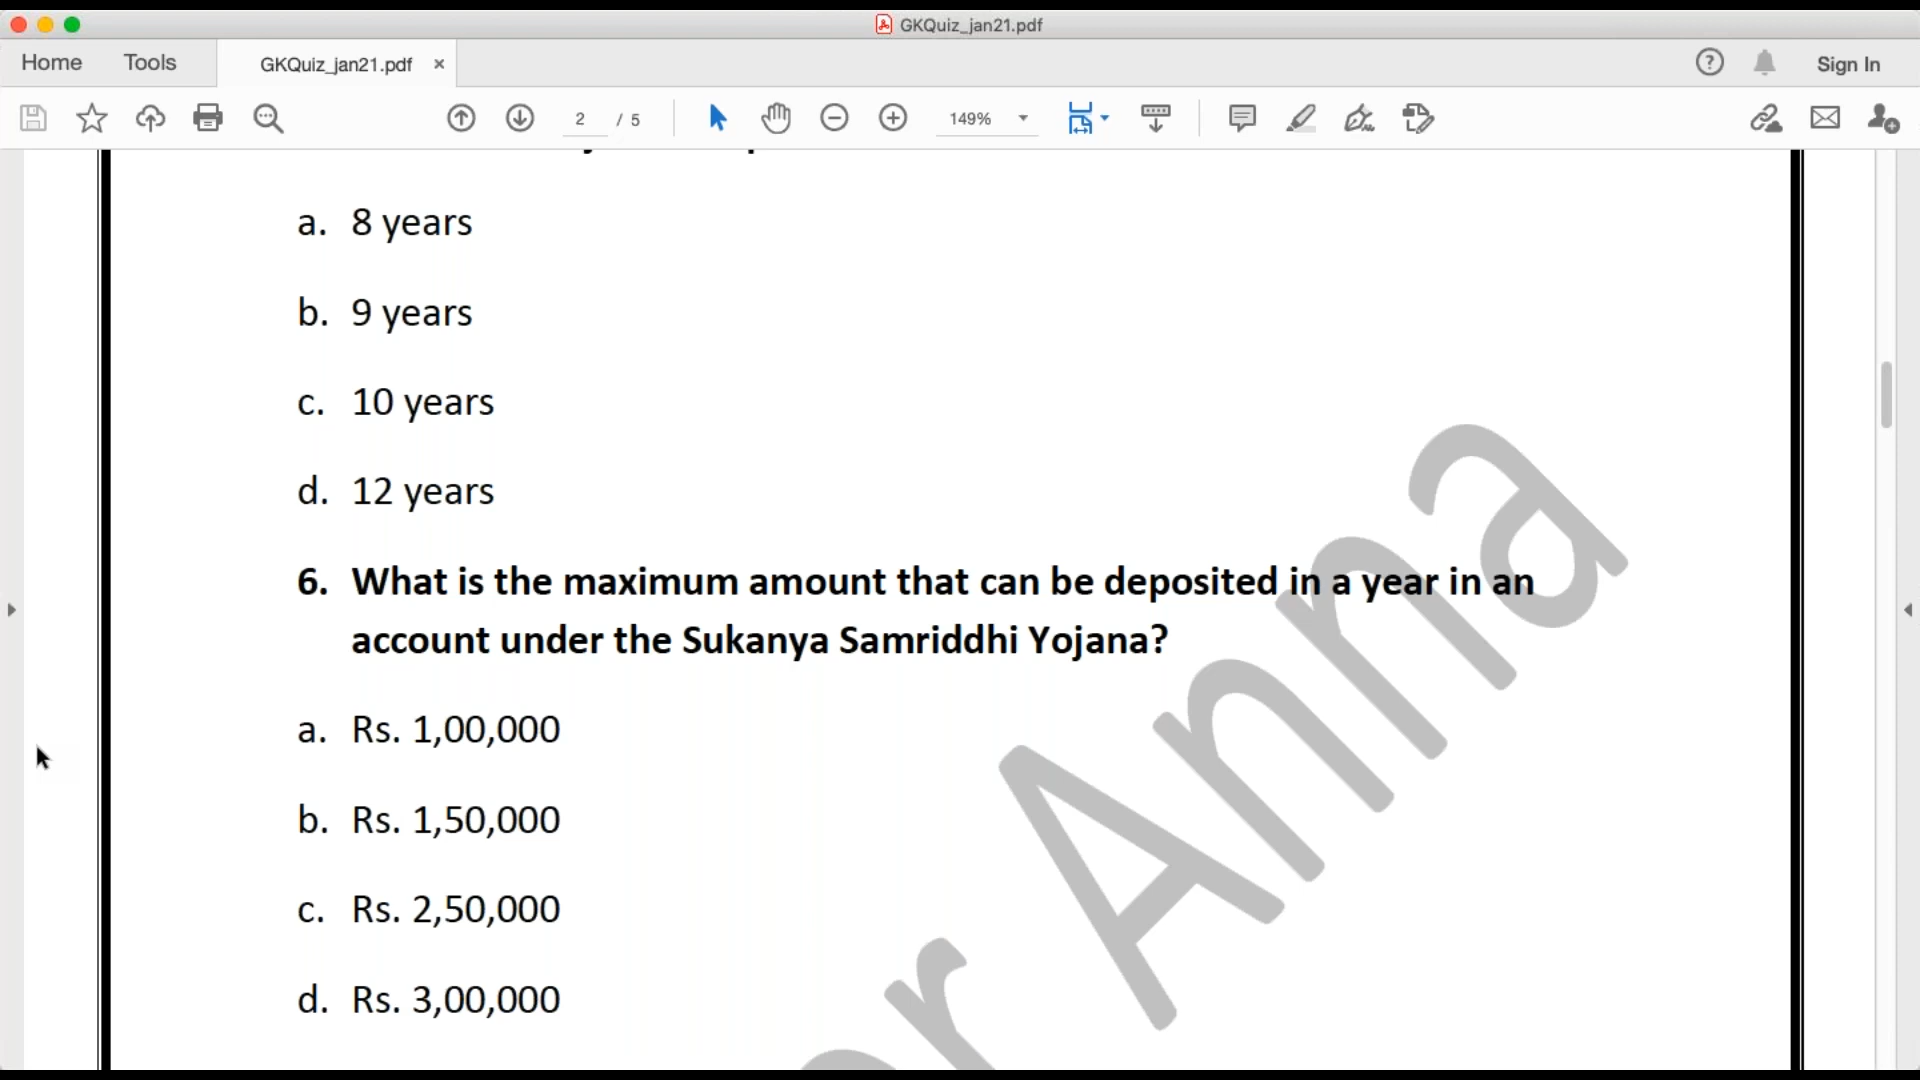 GKQuiz_jan21.pdf
Home Tools GKQuiz_jan21.pdf × Sign In
2 / 5 149%
a. 8 years
b. 9 years
c. 10 years
d. 12 years
6. What is the maximum amount that can be deposited in a year in an
account under the Sukanya Samriddhi Yojana?
a. Rs. 1,00,000
b. Rs. 1,50,000
c. Rs. 2,50,000
d. Rs. 3,00,000
Anna